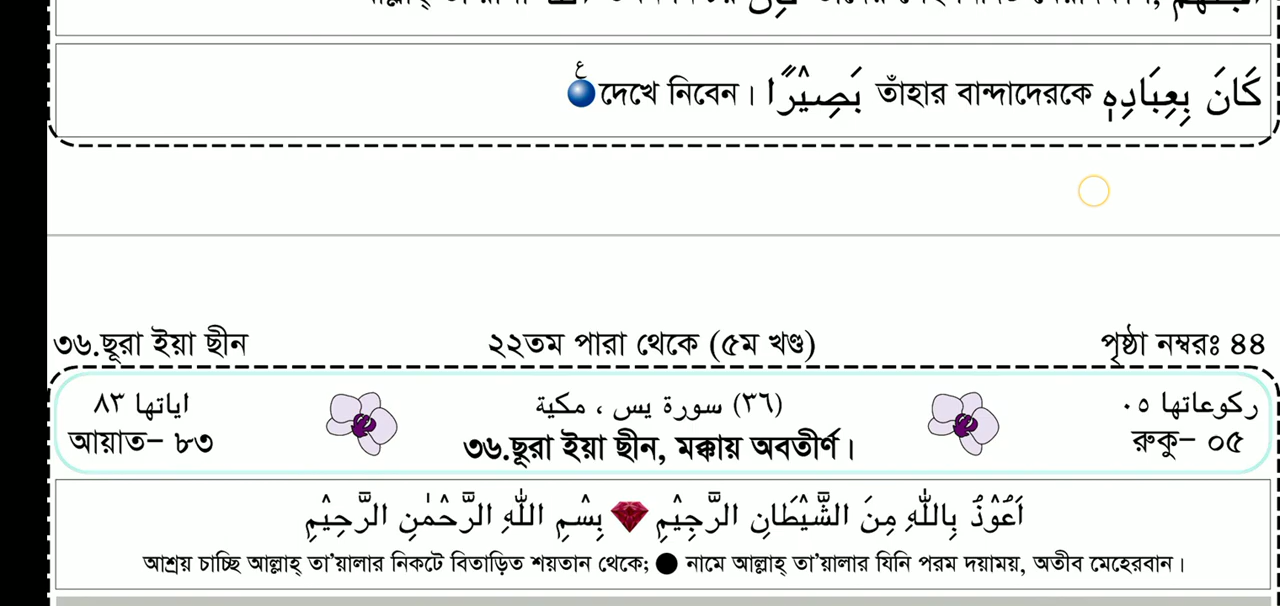 كَانَ بِعِبَادِهٖ তাঁহার বান্দাদেরকে بَصِيْرًا দেখে নিবেন। ع
৩৬.ছূরা ইয়া ছীন ২২তম পারা থেকে (৫ম খণ্ড) পৃষ্ঠা নম্বরঃ ৪৪
ركوعاتها ٠٥ (٣٦) سورة يس ، مكية اياتها ٨٣
আয়াত– ৮৩ ৩৬.ছূরা ইয়া ছীন, মক্কায় অবতীর্ণ। রুকু– ০৫
اَعُوْذُ بِاللّٰهِ مِنَ الشَّيْطَانِ الرَّجِيْمِ بِسْمِ اللّٰهِ الرَّحْمٰنِ الرَّحِيْمِ
আশ্রয় চাচ্ছি আল্লাহ্ তা’য়ালার নিকটে বিতাড়িত শয়তান থেকে; নামে আল্লাহ্ তা’য়ালার যিনি পরম দয়াময়, অতীব মেহেরবান।